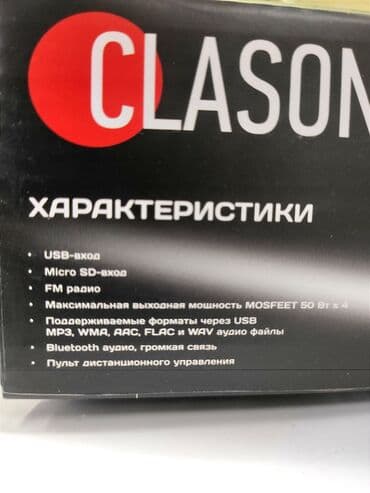 CLASON
ХАРАКТЕРИСТИКИ
• USB-вход
• Micro SD-вход
• FM радио
• Максимальная выходная мощность MOSFEET 50 Вт x 4
• Поддерживаемые форматы через USB
MP3, WMA, AAC, FLAC и WAV аудио файлы
• Bluetooth аудио, громкая связь
• Пульт дистанционного управления